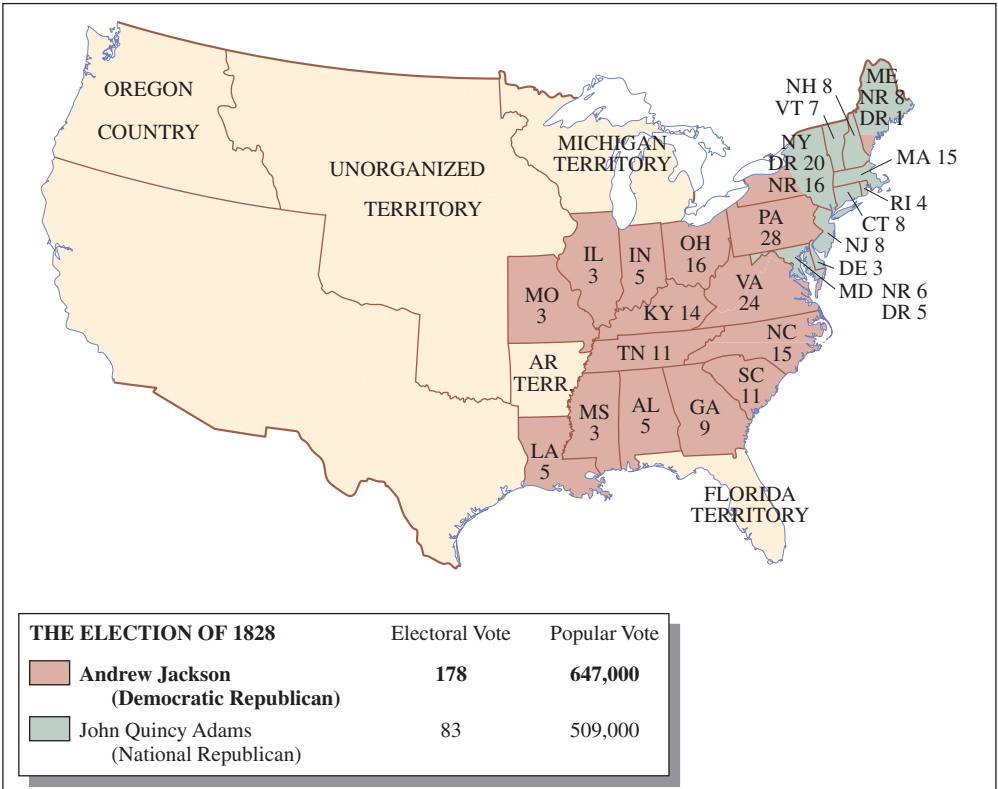 OREGON
COUNTRY
UNORGANIZED
TERRITORY
MICHIGAN
TERRITORY
NH 8
VT 7
ME
NR 8
DR 1
NY
DR 20
NR 16
MA 15
RI 4
CT 8
NJ 8
DE 3
MD NR 6
DR 5
PA
28
OH
16
IN
5
IL
3
MO
3
VA
24
KY 14
NC
15
TN 11
SC
11
AR
TERR.
MS
3
AL
5
GA
9
LA
5
FLORIDA
TERRITORY
THE ELECTION OF 1828 Electoral Vote Popular Vote
Andrew Jackson 178 647,000
(Democratic Republican)
John Quincy Adams 83 509,000
(National Republican)